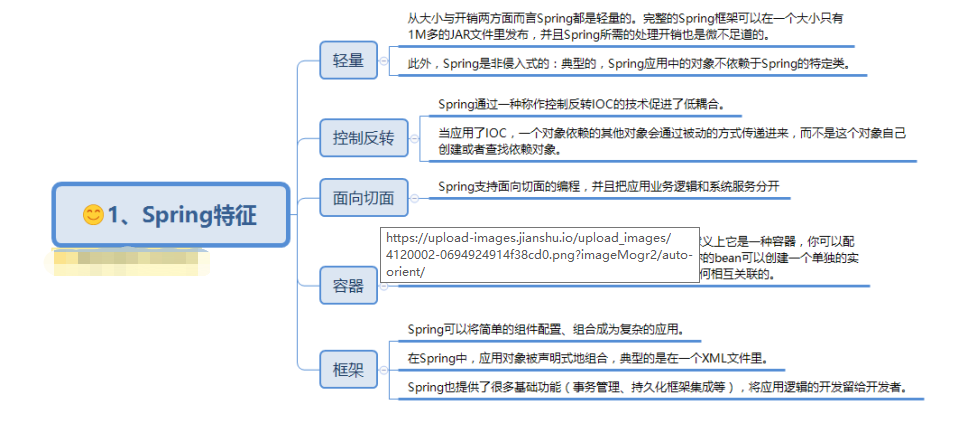 从大小与开销两方面而言Spring都是轻量的。完整的Spring框架可以在一个大小只有
1M多的JAR文件里发布，并且Spring所需的处理开销也是微不足道的。
轻量
此外，Spring是非侵入式的：典型的，Spring应用中的对象不依赖于Spring的特定类。
Spring通过一种称作控制反转IOC的技术促进了低耦合。
控制反转
当应用了IOC，一个对象依赖的其他对象会通过被动的方式传递进来，而不是这个对象自己
创建或者查找依赖对象。
面向切面
Spring支持面向切面的编程，并且把应用业务逻辑和系统服务分开
😊1、Spring特征
https://upload-images.jianshu.io/upload_images/
4120002-0694924914f38cd0.png?imageMogr2/auto-
orient/
义上它是一种容器，你可以配
的bean可以创建一个单独的实
何相互关联的。
容器
Spring可以将简单的组件配置、组合成为复杂的应用。
框架
在Spring中，应用对象被声明式地组合，典型的是在一个XML文件里。
Spring也提供了很多基础功能（事务管理、持久化框架集成等），将应用逻辑的开发留给开发者。